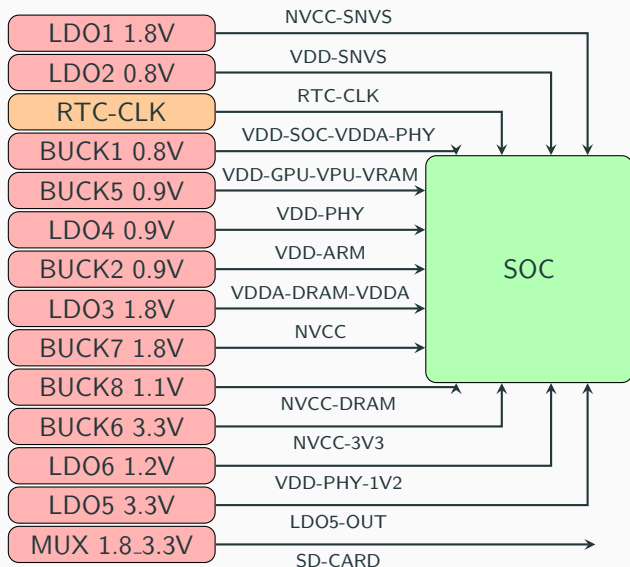 LDO1 1.8V
NVCC-SNVS
LDO2 0.8V
VDD-SNVS
RTC-CLK
RTC-CLK
BUCK1 0.8V
VDD-SOC-VDDA-PHY
BUCK5 0.9V
VDD-GPU-VPU-VRAM
LDO4 0.9V
VDD-PHY
BUCK2 0.9V
VDD-ARM
SOC
LDO3 1.8V
VDDA-DRAM-VDDA
BUCK7 1.8V
NVCC
BUCK8 1.1V
NVCC-DRAM
BUCK6 3.3V
NVCC-3V3
LDO6 1.2V
VDD-PHY-1V2
LDO5 3.3V
LDO5-OUT
MUX 1.8_3.3V
SD-CARD